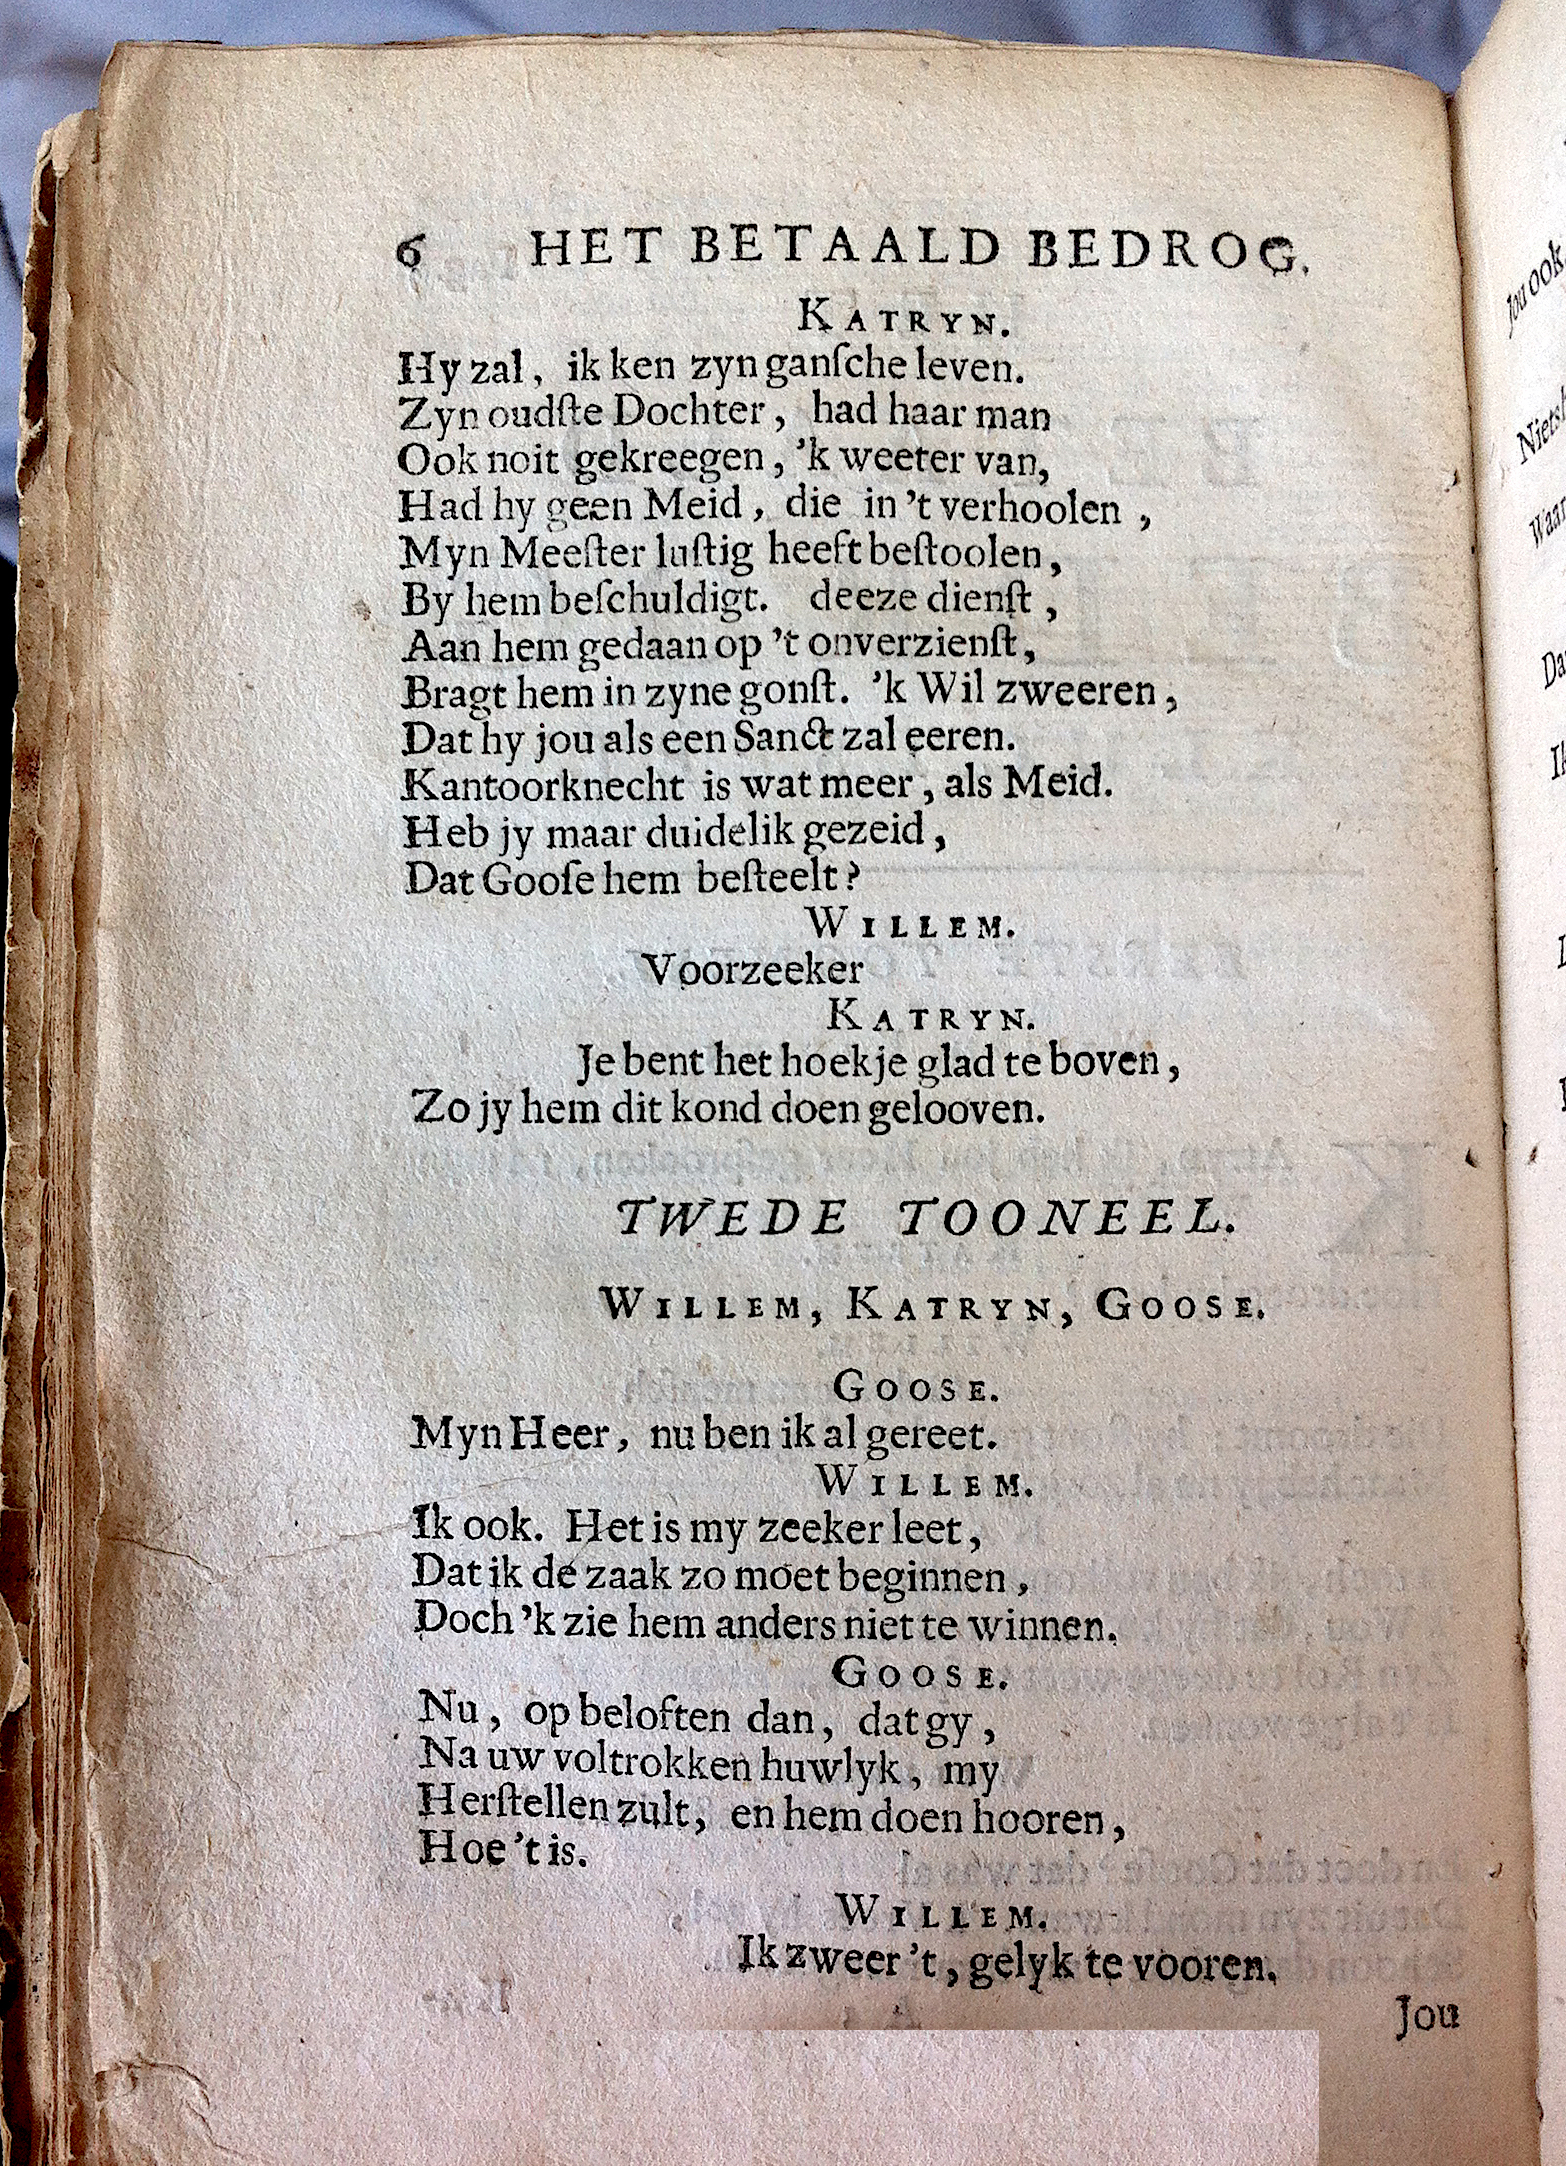 6 HET BETAALD BEDROG.
KATRYN.
Hy zal, ik ken zyn ganſche leven.
Zyn oudſte Dochter, had haar man
Ook noit gekreegen, 'k weeter van,
Had hy geen Meid, die in 't verhoolen,
Myn Meeſter luſtig heeft beſtoolen,
By hem beſchuldigt. deeze dienſt,
Aan hem gedaan op 't onverzienſt,
Bragt hem in zyne gonſt. 'k Wil zweeren,
Dat hy jou als een Sanct zal eeren.
Kantoorknecht is wat meer, als Meid.
Heb jy maar duidelik gezeid,
Dat Gooſe hem beſteelt?
WILLEM.
Voorzeeker
KATRYN.
Je bent het hoekje glad te boven,
Zo jy hem dit kond doen gelooven.
TWEDE TOONEEL.
WILLEM, KATRYN, GOOSE.
GOOSE.
Myn Heer, nu ben ik al gereet.
WILLEM.
Ik ook. Het is my zeeker leet,
Dat ik de zaak zo moet beginnen,
Doch 'k zie hem anders niet te winnen.
GOOSE.
Nu, op beloften dan, dat gy,
Na uw voltrokken huwlyk, my
Herſtellen zult, en hem doen hooren,
Hoe 't is.
WILLEM.
Ik zweer 't, gelyk te vooren.
Jou
Jou ook